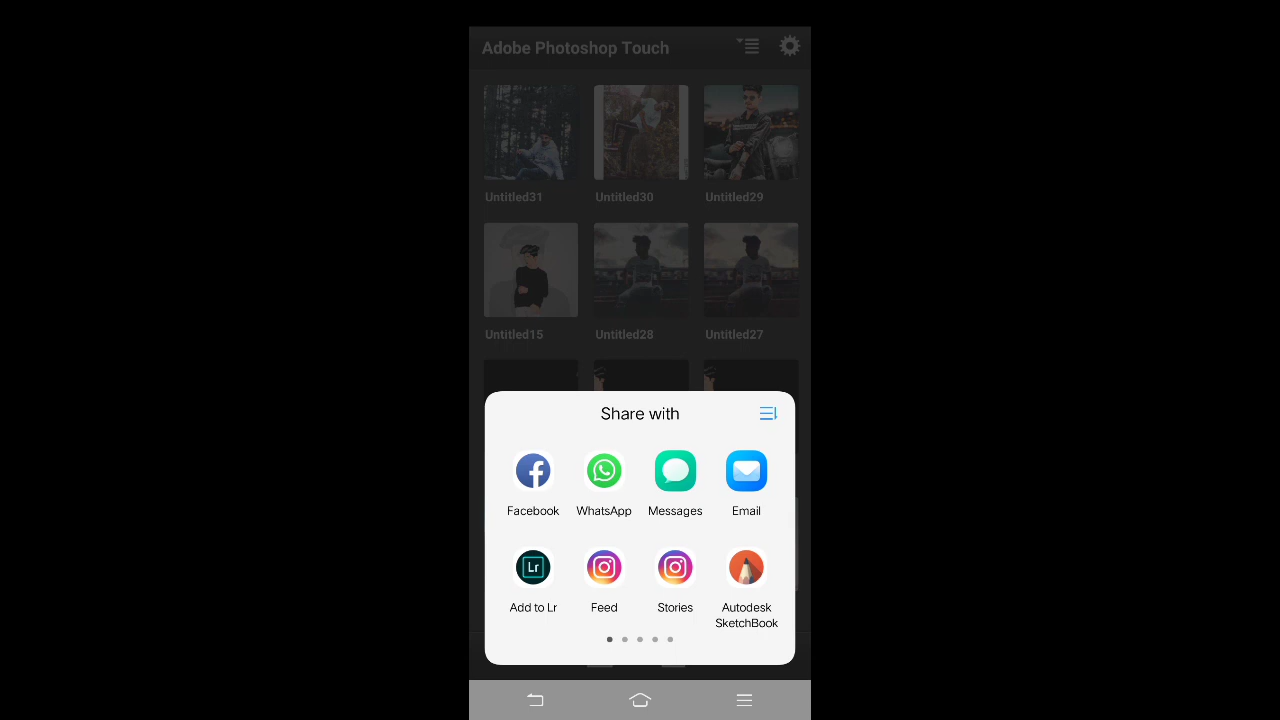 Adobe Photoshop Touch
Untitled31 Untitled30 Untitled29
Untitled15 Untitled28 Untitled27
Share with
Facebook WhatsApp Messages Email
Lr
Add to Lr Feed Stories Autodesk
SketchBook